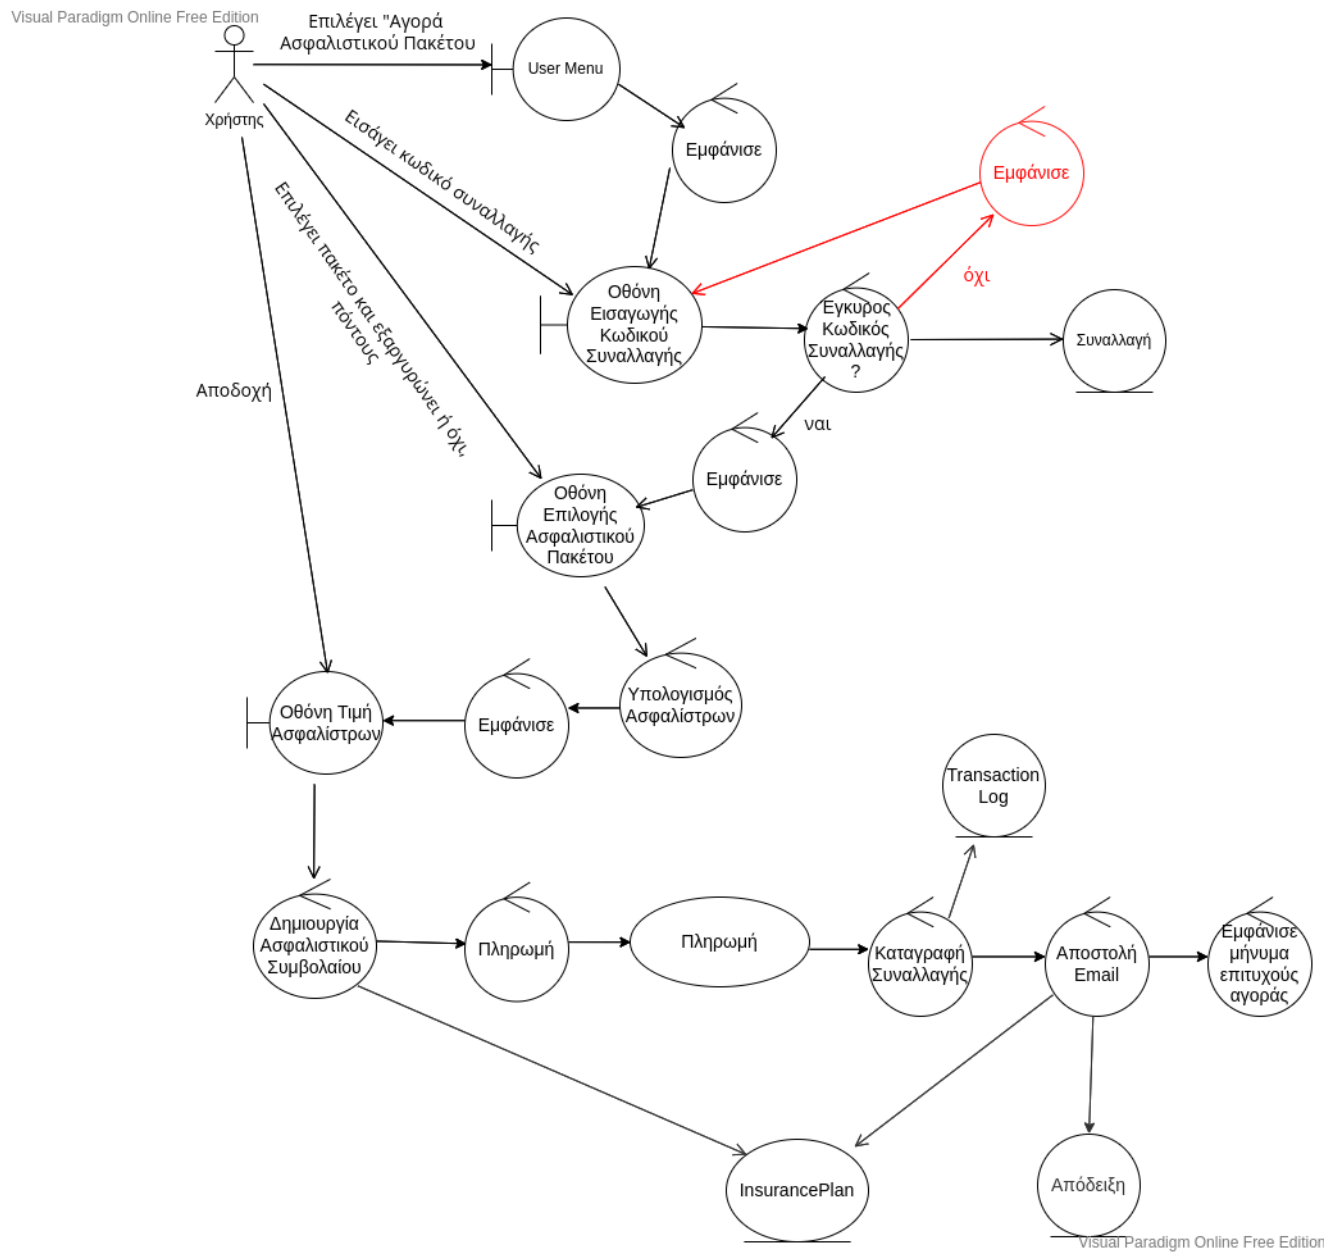 Visual Paradigm Online Free Edition
Επιλέγει "Αγορά
Ασφαλιστικού Πακέτου
User Menu
Χρήστης
Εμφάνισε
Εισάγει κωδικό συναλλαγής
Εμφάνισε
Επιλέγει πακέτο και εξαργυρώνει ή όχι,
πόντους
όχι
Οθόνη
Εισαγωγής
Κωδικού
Συναλλαγής
Εγκυρος
Κωδικός
Συναλλαγής
?
Συναλλαγή
Αποδοχή
ναι
Εμφάνισε
Οθόνη
Επιλογής
Ασφαλιστικού
Πακέτου
Υπολογισμός
Ασφαλίστρων
Εμφάνισε
Οθόνη Τιμή
Ασφαλίστρων
Transaction
Log
Δημιουργία
Ασφαλιστικού
Συμβολαίου
Πληρωμή
Πληρωμή
Καταγραφή
Συναλλαγής
Αποστολή
Email
Εμφάνισε
μήνυμα
επιτυχούς
αγοράς
InsurancePlan
Απόδειξη
Visual Paradigm Online Free Edition